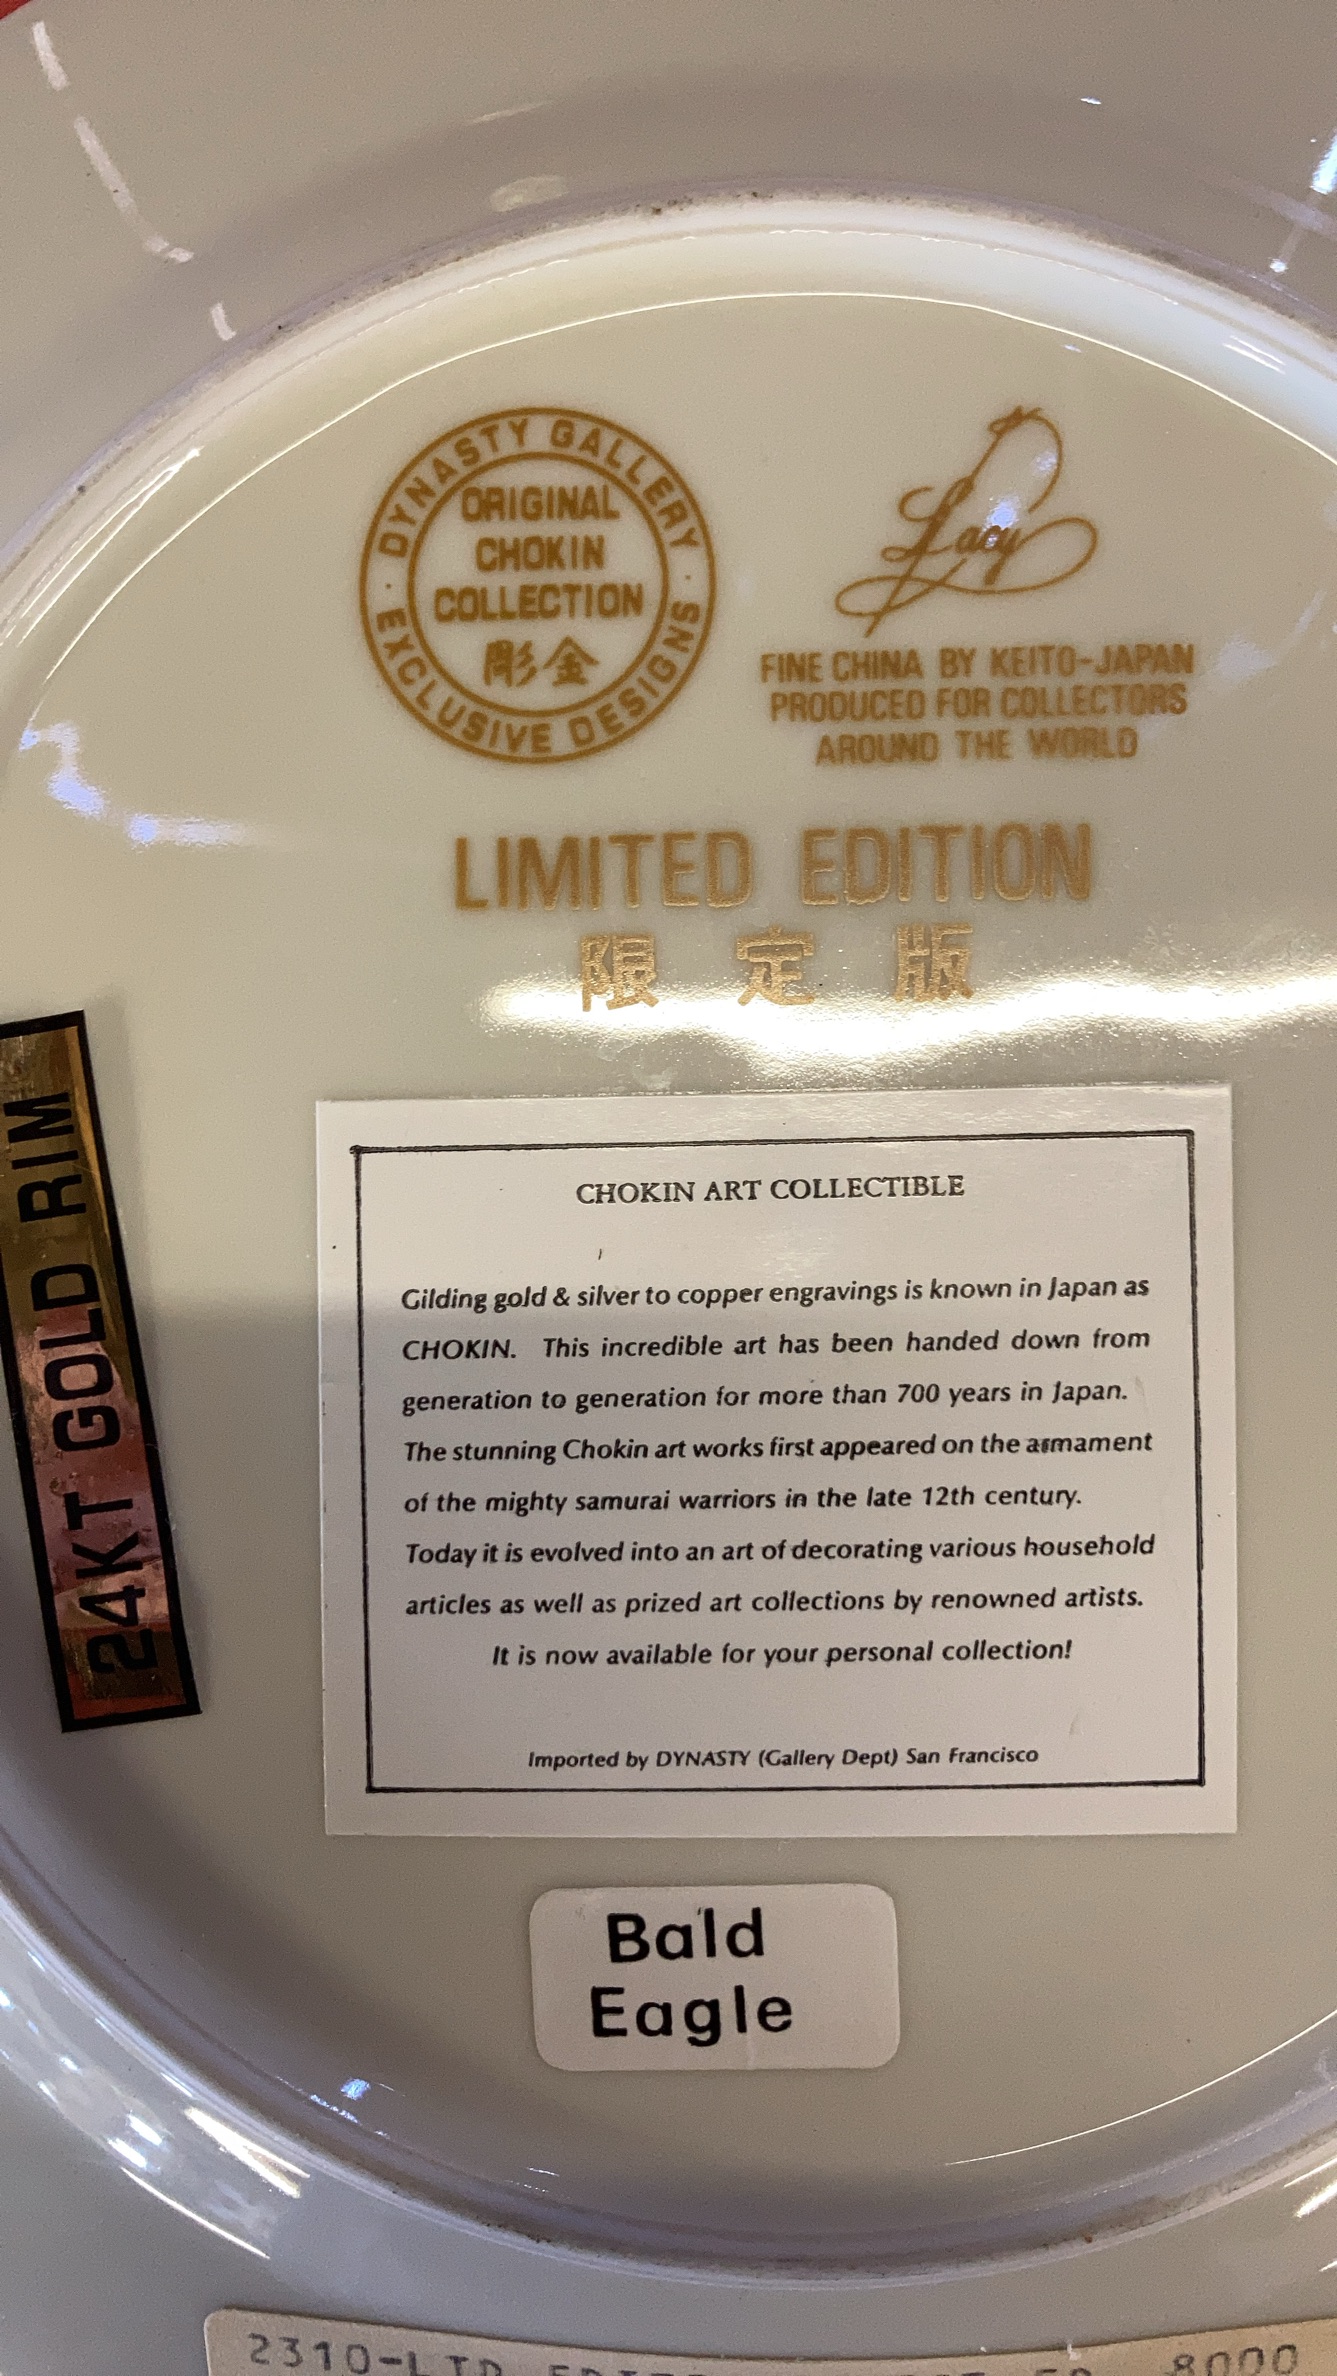 DYNASTY GALLERY
ORIGINAL
CHOKIN
COLLECTION
彫金
EXCLUSIVE DESIGNS
Lacy
FINE CHINA BY KEITO-JAPAN
PRODUCED FOR COLLECTORS
AROUND THE WORLD
LIMITED EDITION
限定版
24KT GOLD RIM
CHOKIN ART COLLECTIBLE
Gilding gold & silver to copper engravings is known in Japan as
CHOKIN. This incredible art has been handed down from
generation to generation for more than 700 years in Japan.
The stunning Chokin art works first appeared on the armament
of the mighty samurai warriors in the late 12th century.
Today it is evolved into an art of decorating various household
articles as well as prized art collections by renowned artists.
It is now available for your personal collection!
Imported by DYNASTY (Gallery Dept) San Francisco
Bald
Eagle
2310-LTD 8000